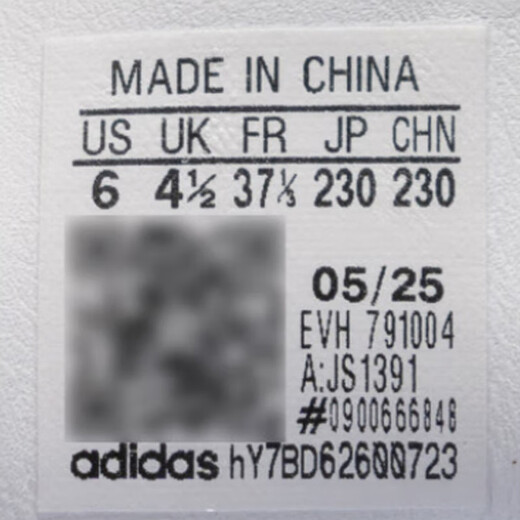 MADE IN CHINA
US UK FR JP CHN
6 4½ 37⅓ 230 230
05/25
EVH 791004
A:JS1391
#0900666848
adidas hY7BD62600723